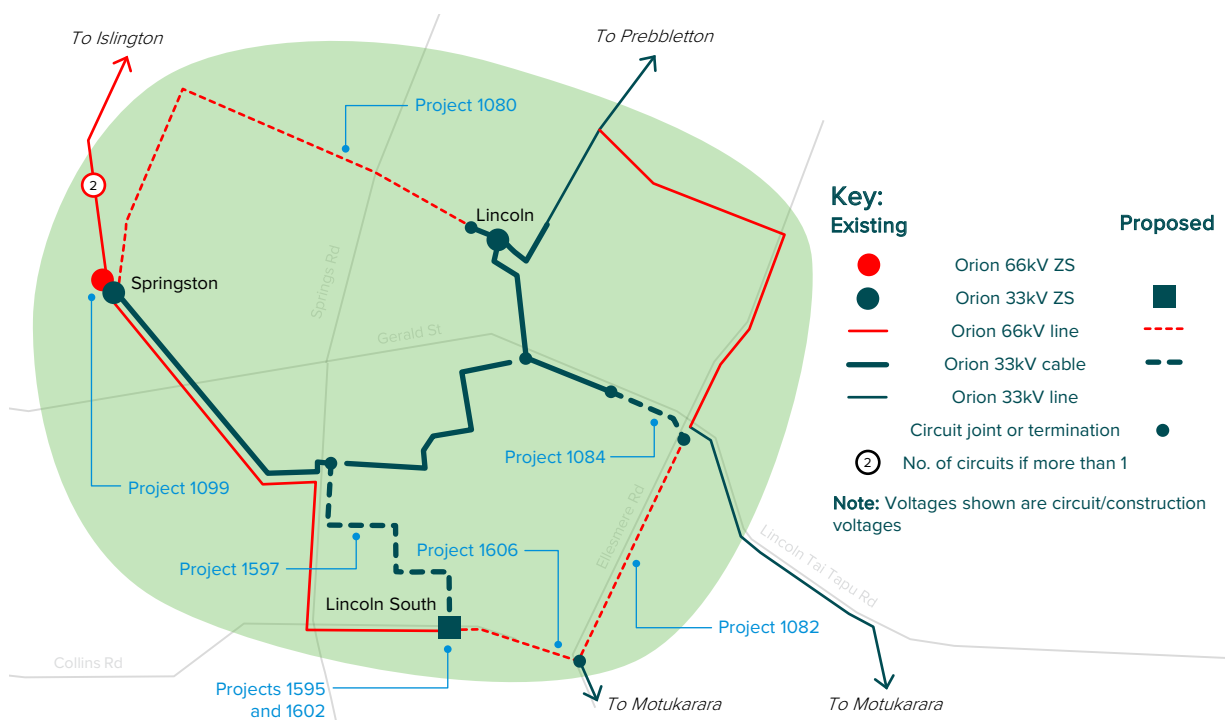 To Islington
To Prebbleton
Project 1080
2
Lincoln
Springston
Springs Rd
Gerald St
Project 1084
Project 1099
Ellesmere Rd
Project 1606
Project 1597
Lincoln Tai Tapu Rd
Lincoln South
Project 1082
Collins Rd
Projects 1595
and 1602
To Motukarara
To Motukarara
Key:
Existing
Proposed
Orion 66kV ZS
Orion 33kV ZS
Orion 66kV line
Orion 33kV cable
Orion 33kV line
Circuit joint or termination
2
No. of circuits if more than 1
Note: Voltages shown are circuit/construction
voltages